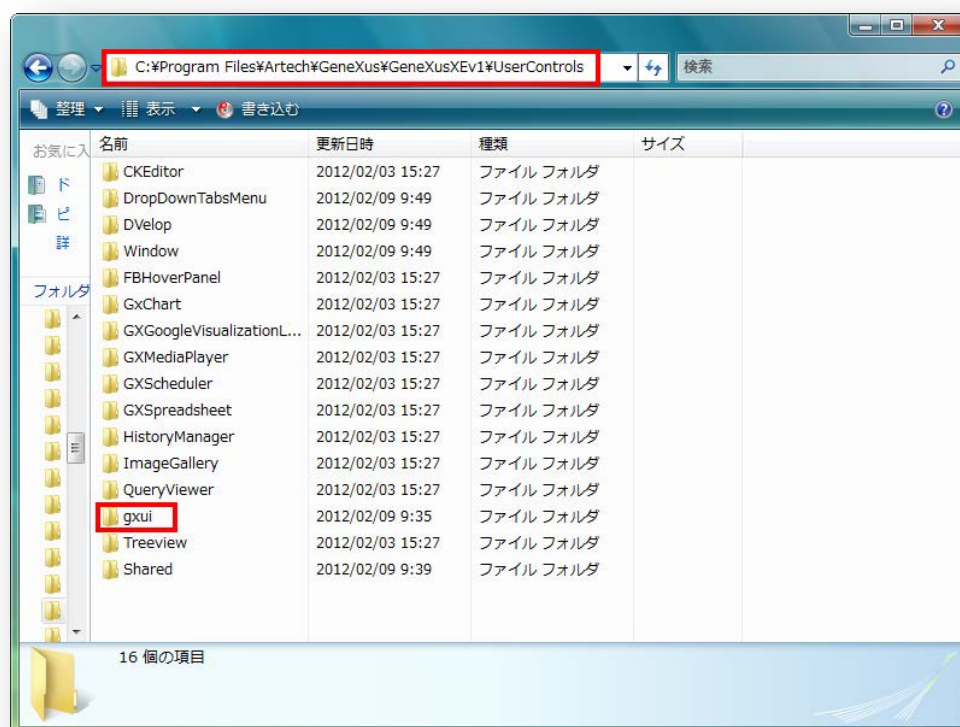 C:¥Program Files¥Artech¥GeneXus¥GeneXusXEv1¥UserControls 検索
整理 表示 書き込む
お気に入 名前 更新日時 種類 サイズ
CKEditor 2012/02/03 15:27 ファイル フォルダ
ド DropDownTabsMenu 2012/02/09 9:49 ファイル フォルダ
ピ DVelop 2012/02/09 9:49 ファイル フォルダ
詳 Window 2012/02/09 9:49 ファイル フォルダ
FBHoverPanel 2012/02/03 15:27 ファイル フォルダ
フォルダ GxChart 2012/02/03 15:27 ファイル フォルダ
GXGoogleVisualizationL... 2012/02/03 15:27 ファイル フォルダ
GXMediaPlayer 2012/02/03 15:27 ファイル フォルダ
GXScheduler 2012/02/03 15:27 ファイル フォルダ
GXSpreadsheet 2012/02/03 15:27 ファイル フォルダ
HistoryManager 2012/02/03 15:27 ファイル フォルダ
ImageGallery 2012/02/03 15:27 ファイル フォルダ
QueryViewer 2012/02/03 15:27 ファイル フォルダ
gxui 2012/02/09 9:35 ファイル フォルダ
Treeview 2012/02/03 15:27 ファイル フォルダ
Shared 2012/02/09 9:39 ファイル フォルダ
16 個の項目